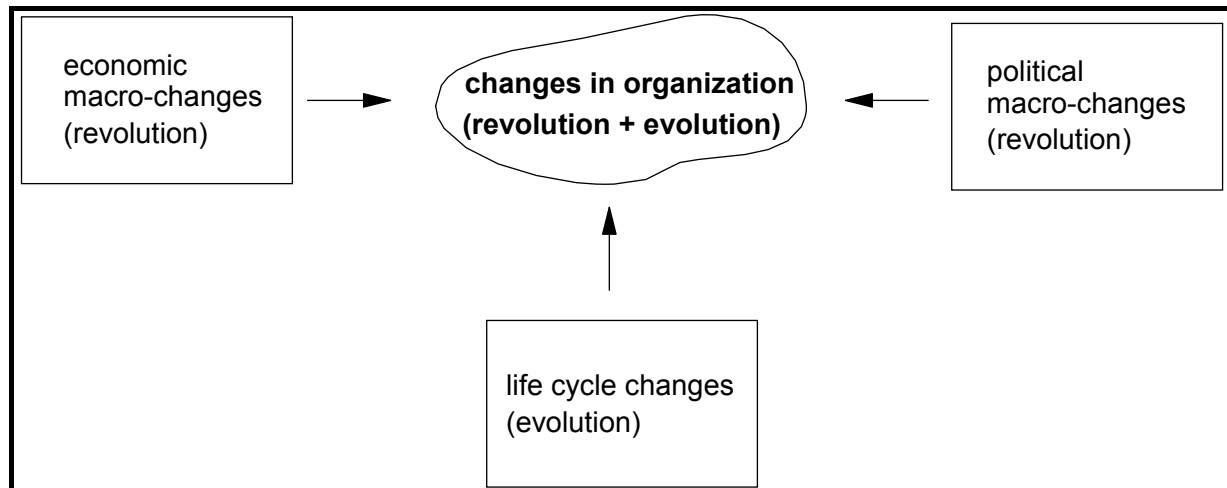 economic
macro-changes
(revolution)
changes in organization
(revolution + evolution)
political
macro-changes
(revolution)
life cycle changes
(evolution)